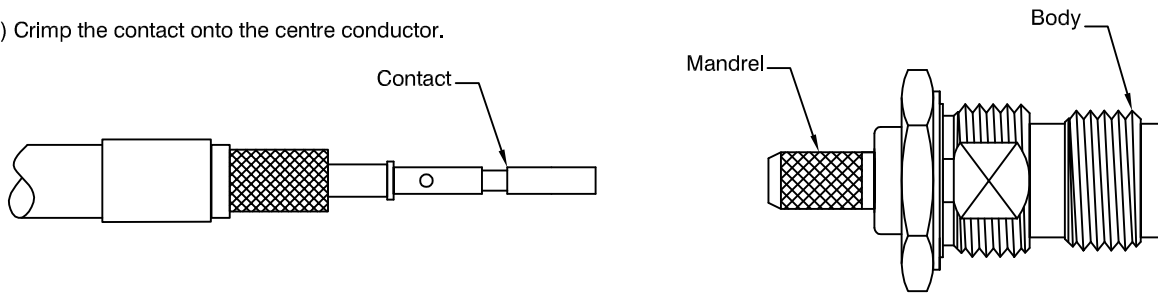 ) Crimp the contact onto the centre conductor.
Contact
Mandrel
Body